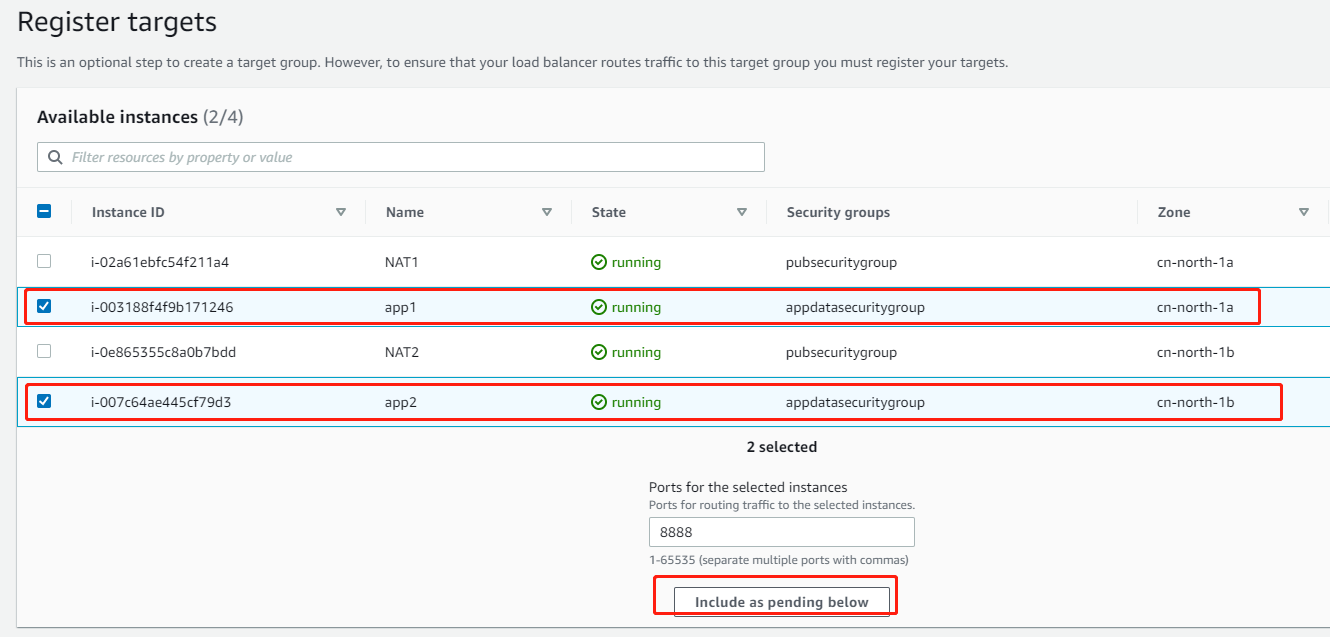 Register targets
This is an optional step to create a target group. However, to ensure that your load balancer routes traffic to this target group you must register your targets.
Available instances (2/4)
Filter resources by property or value
Instance ID Name State Security groups Zone
i-02a61ebfc54f211a4 NAT1 running pubsecuritygroup cn-north-1a
i-003188f4f9b171246 app1 running appdatasecuritygroup cn-north-1a
i-0e865355c8a0b7bdd NAT2 running pubsecuritygroup cn-north-1b
i-007c64ae445cf79d3 app2 running appdatasecuritygroup cn-north-1b
2 selected
Ports for the selected instances
Ports for routing traffic to the selected instances.
8888
1-65535 (separate multiple ports with commas)
Include as pending below